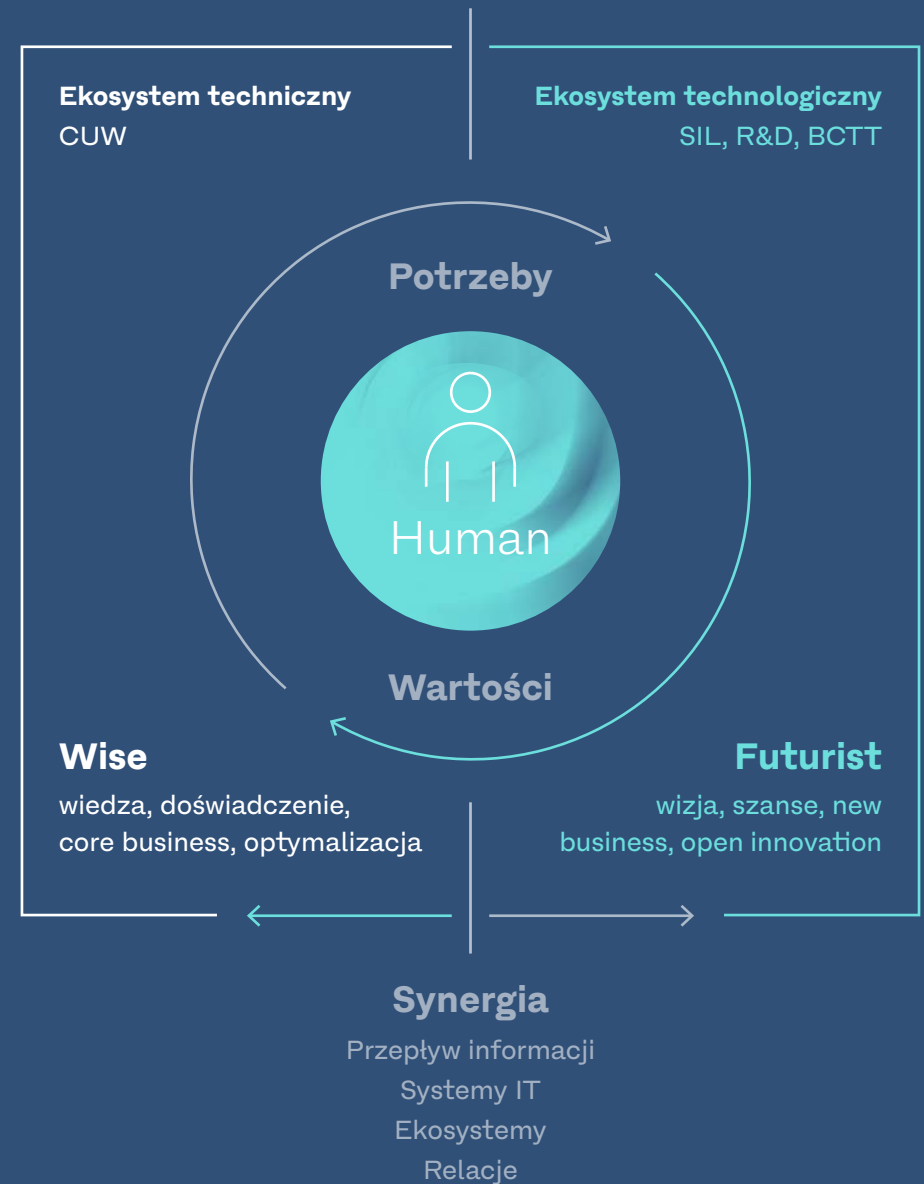 Ekosystem techniczny
CUW
Ekosystem technologiczny
SIL, R&D, BCTT
Potrzeby
Human
Wartości
Wise
wiedza, doświadczenie,
core business, optymalizacja
Futurist
wizja, szanse, new
business, open innovation
Synergia
Przepływ informacji
Systemy IT
Ekosystemy
Relacje